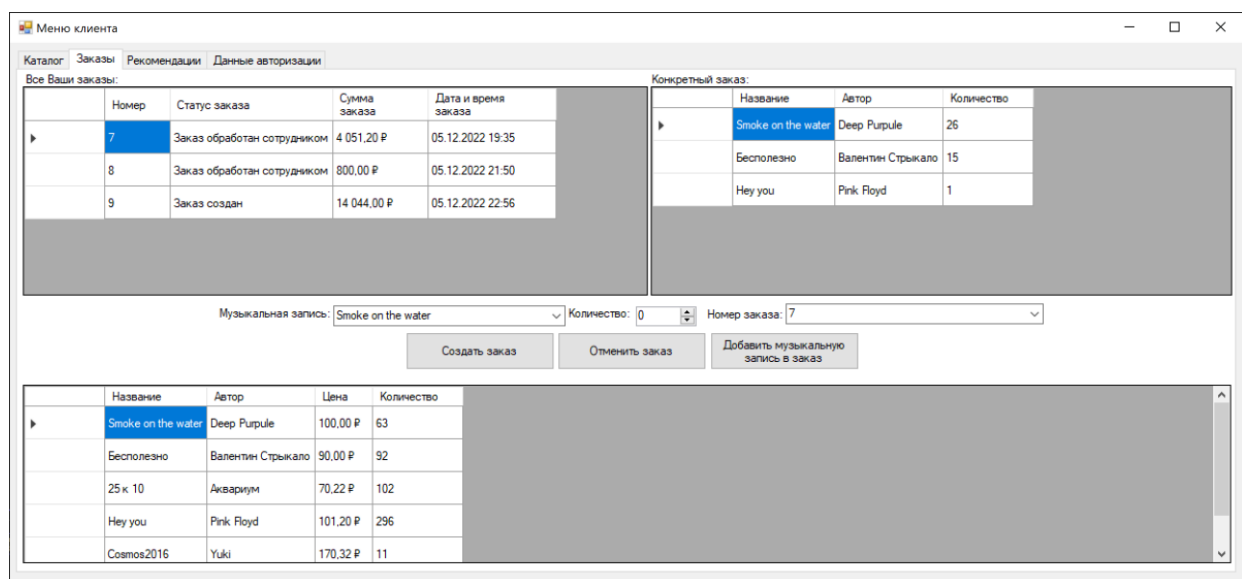 Меню клиента
Каталог Заказы Рекомендации Данные авторизации
Все Ваши заказы:
Номер Статус заказа Сумма заказа Дата и время заказа
7 Заказ обработан сотрудником 4 051,20 ₽ 05.12.2022 19:35
8 Заказ обработан сотрудником 800,00 ₽ 05.12.2022 21:50
9 Заказ создан 14 044,00 ₽ 05.12.2022 22:56
Конкретный заказ:
Название Автор Количество
Smoke on the water Deep Purpule 26
Бесполезно Валентин Стрыкало 15
Hey you Pink Floyd 1
Музыкальная запись: Smoke on the water Количество: 0 Номер заказа: 7
Создать заказ Отменить заказ Добавить музыкальную
запись в заказ
Название Автор Цена Количество
Smoke on the water Deep Purpule 100,00 ₽ 63
Бесполезно Валентин Стрыкало 90,00 ₽ 92
25 к 10 Аквариум 70,22 ₽ 102
Hey you Pink Floyd 101,20 ₽ 296
Cosmos2016 Yuki 170,32 ₽ 11